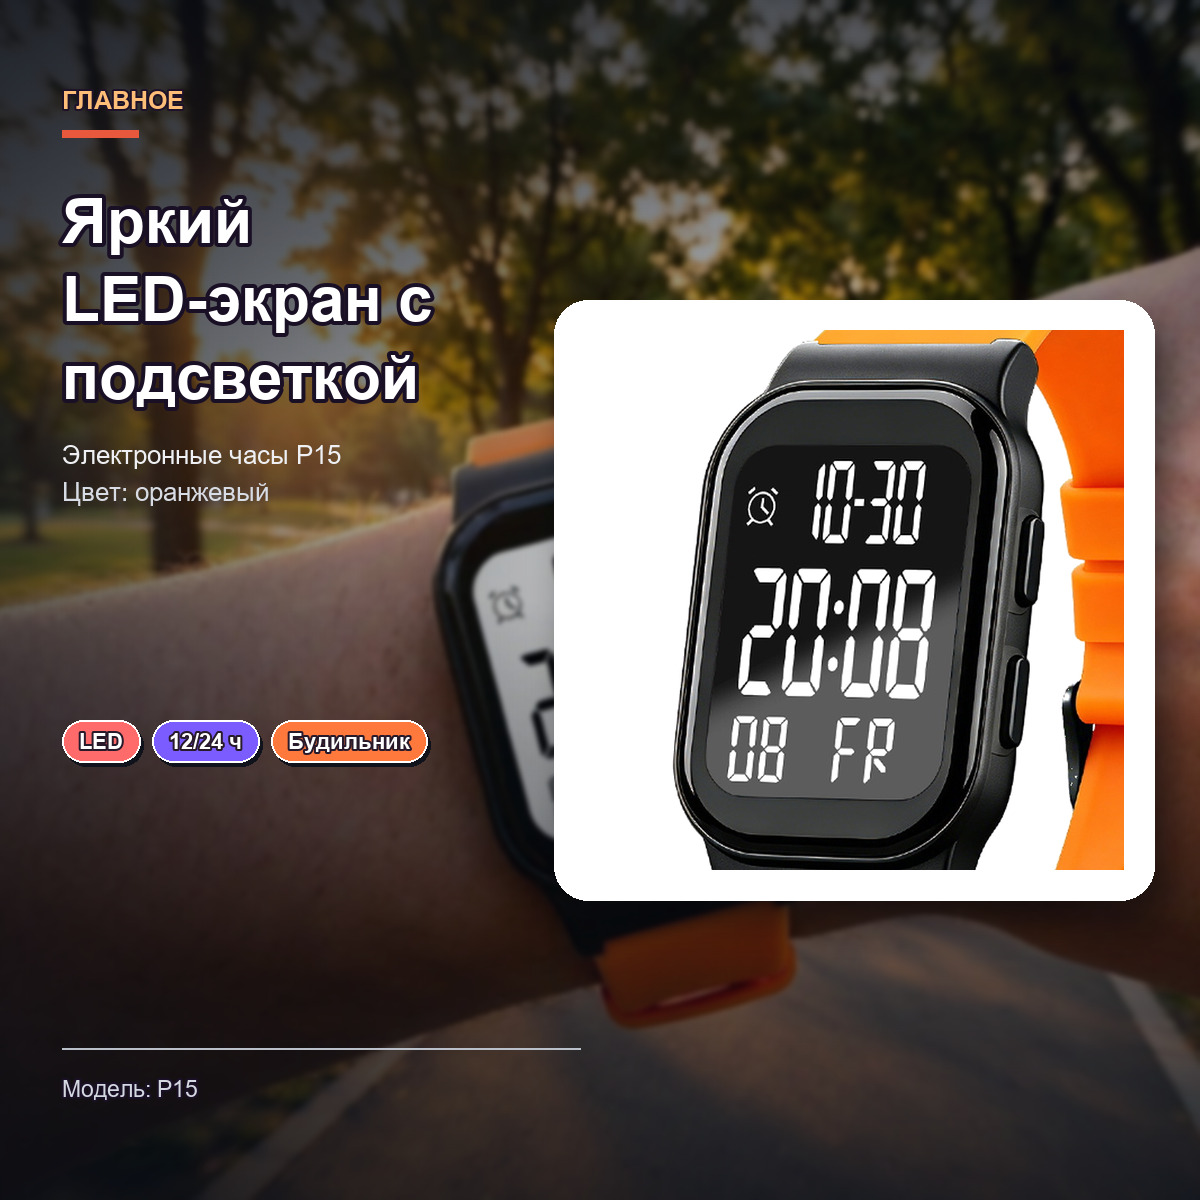 ГЛАВНОЕ
Яркий
LED-экран с
подсветкой
Электронные часы P15
Цвет: оранжевый
10-30
20:08
08 FR
LED
12/24 ч
Будильник
Модель: P15